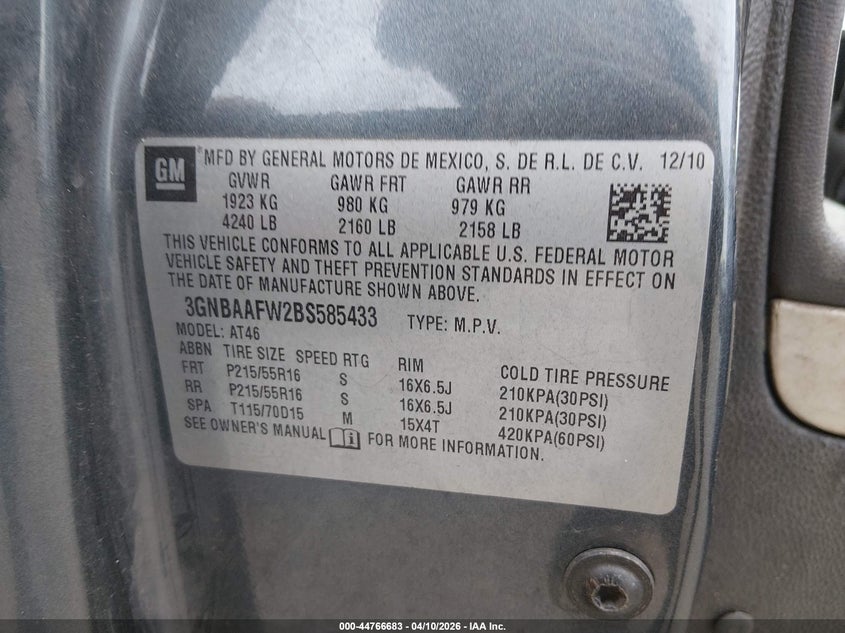 GM
MFD BY GENERAL MOTORS DE MEXICO, S. DE R.L. DE C.V. 12/10
GVWR GAWR FRT GAWR RR
1923 KG 980 KG 979 KG
4240 LB 2160 LB 2158 LB
THIS VEHICLE CONFORMS TO ALL APPLICABLE U.S. FEDERAL MOTOR
VEHICLE SAFETY AND THEFT PREVENTION STANDARDS IN EFFECT ON
THE DATE OF MANUFACTURE SHOWN ABOVE.
3GNBAAFW2BS585433 TYPE: M.P.V.
MODEL: AT46
ABBN TIRE SIZE SPEED RTG RIM COLD TIRE PRESSURE
FRT P215/55R16 S 16X6.5J 210KPA(30PSI)
RR P215/55R16 S 16X6.5J 210KPA(30PSI)
SPA T115/70D15 M 15X4T 420KPA(60PSI)
SEE OWNER'S MANUAL FOR MORE INFORMATION.
000-44766683 - 04/10/2026 - IAA Inc.